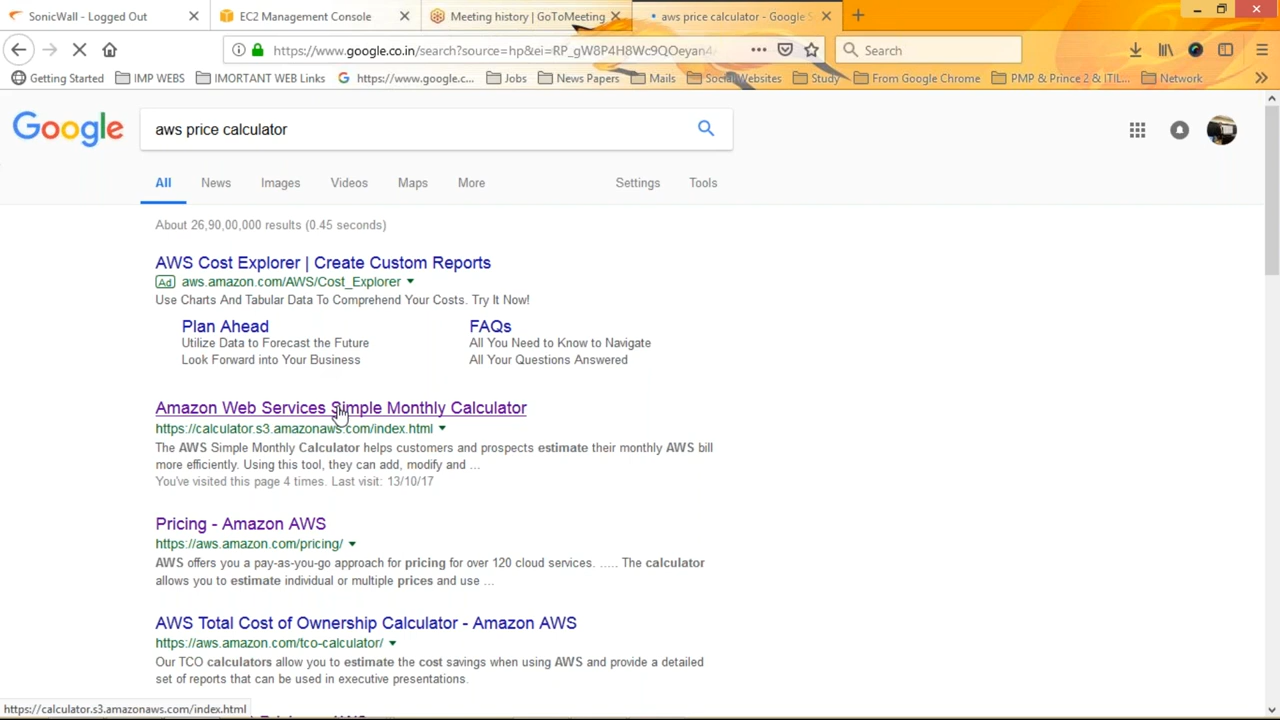 SonicWall - Logged Out
EC2 Management Console
Meeting history | GoToMeeting
aws price calculator - Google S
https://www.google.co.in/search?source=hp&ei=RP_gW8P4H8Wc9QOeyan4
Search
Getting Started
IMP WEBS
IMORTANT WEB Links
https://www.google.c...
Jobs
News Papers
Mails
Social Websites
Study
From Google Chrome
PMP & Prince 2 & ITIL...
Network
Google
aws price calculator
All
News
Images
Videos
Maps
More
Settings
Tools
About 26,90,00,000 results (0.45 seconds)
AWS Cost Explorer | Create Custom Reports
Ad aws.amazon.com/AWS/Cost_Explorer
Use Charts And Tabular Data To Comprehend Your Costs. Try It Now!
Plan Ahead
Utilize Data to Forecast the Future
Look Forward into Your Business
FAQs
All You Need to Know to Navigate
All Your Questions Answered
Amazon Web Services Simple Monthly Calculator
https://calculator.s3.amazonaws.com/index.html
The AWS Simple Monthly Calculator helps customers and prospects estimate their monthly AWS bill
more efficiently. Using this tool, they can add, modify and ...
You've visited this page 4 times. Last visit: 13/10/17
Pricing - Amazon AWS
https://aws.amazon.com/pricing/
AWS offers you a pay-as-you-go approach for pricing for over 120 cloud services. ..... The calculator
allows you to estimate individual or multiple prices and use ...
AWS Total Cost of Ownership Calculator - Amazon AWS
https://aws.amazon.com/tco-calculator/
Our TCO calculators allow you to estimate the cost savings when using AWS and provide a detailed
set of reports that can be used in executive presentations.
https://calculator.s3.amazonaws.com/index.html